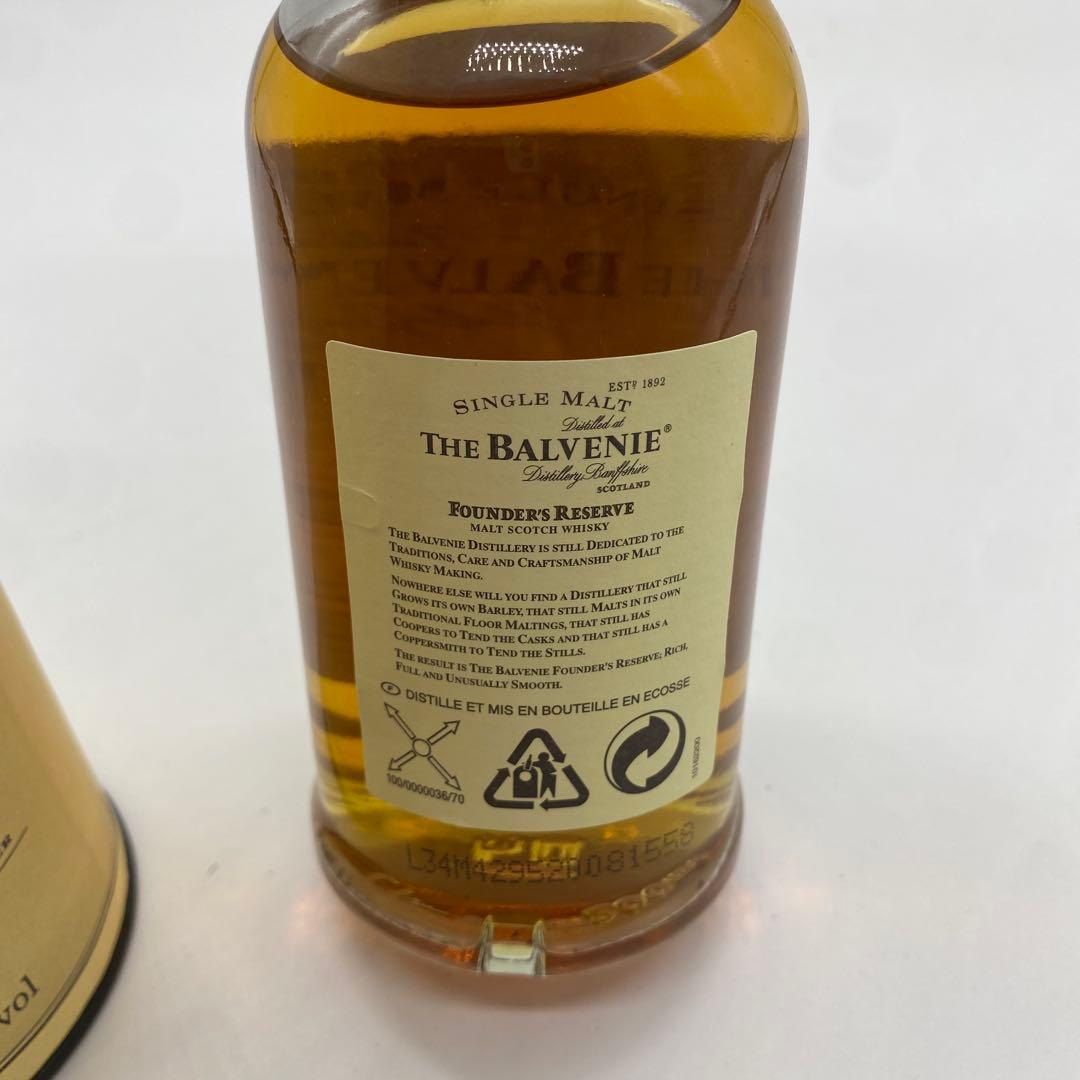 ESTD 1892
SINGLE MALT
Distilled at
THE BALVENIE®
Distillery, Banffshire
SCOTLAND
FOUNDER'S RESERVE
MALT SCOTCH WHISKY
THE BALVENIE DISTILLERY IS STILL DEDICATED TO THE
TRADITIONS, CARE AND CRAFTSMANSHIP OF MALT
WHISKY MAKING.
NOWHERE ELSE WILL YOU FIND A DISTILLERY THAT STILL
GROWS ITS OWN BARLEY, THAT STILL MALTS IN ITS OWN
TRADITIONAL FLOOR MALTINGS, THAT STILL HAS
COOPERS TO TEND THE CASKS AND THAT STILL HAS A
COPPERSMITH TO TEND THE STILLS.
THE RESULT IS THE BALVENIE FOUNDER'S RESERVE; RICH,
FULL AND UNUSUALLY SMOOTH.
F DISTILLE ET MIS EN BOUTEILLE EN ECOSSE
100/0000036/70
vol